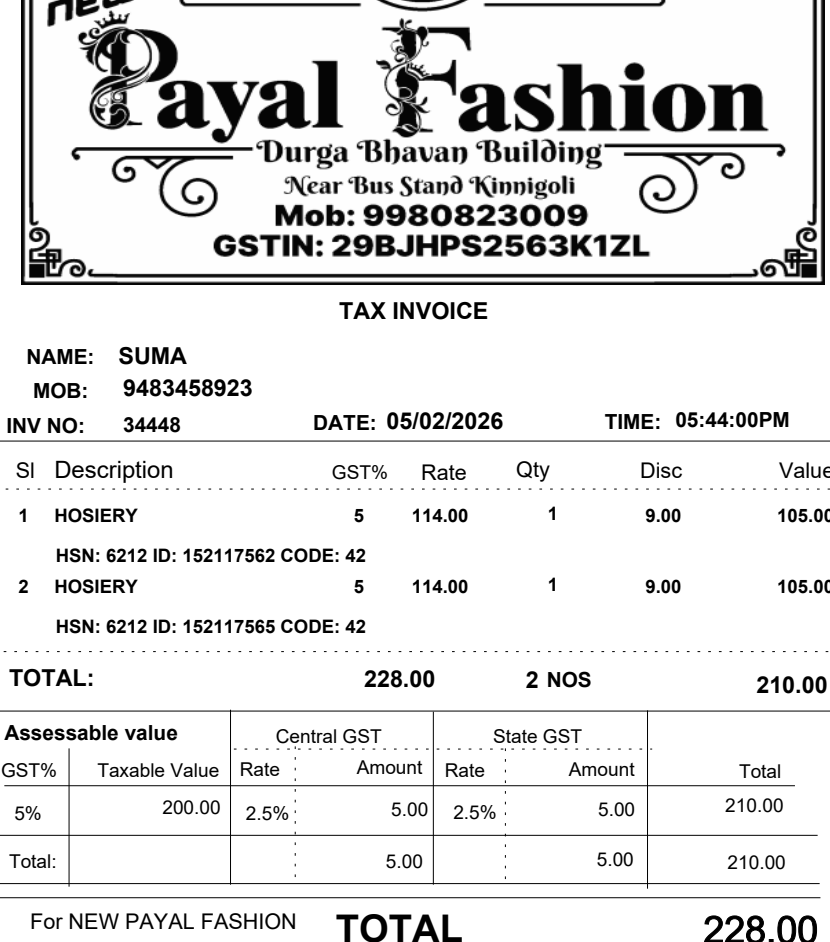 new
Payal Fashion
Durga Bhavan Building
Near Bus Stand Kinnigoli
Mob: 9980823009
GSTIN: 29BJHPS2563K1ZL
TAX INVOICE
NAME: SUMA
MOB: 9483458923
INV NO: 34448 DATE: 05/02/2026 TIME: 05:44:00PM
Sl Description GST% Rate Qty Disc Value
1 HOSIERY 5 114.00 1 9.00 105.00
HSN: 6212 ID: 152117562 CODE: 42
2 HOSIERY 5 114.00 1 9.00 105.00
HSN: 6212 ID: 152117565 CODE: 42
TOTAL: 228.00 2 NOS 210.00
Assessable value Central GST State GST
GST% Taxable Value Rate Amount Rate Amount Total
5% 200.00 2.5% 5.00 2.5% 5.00 210.00
Total: 5.00 5.00 210.00
For NEW PAYAL FASHION TOTAL 228.00